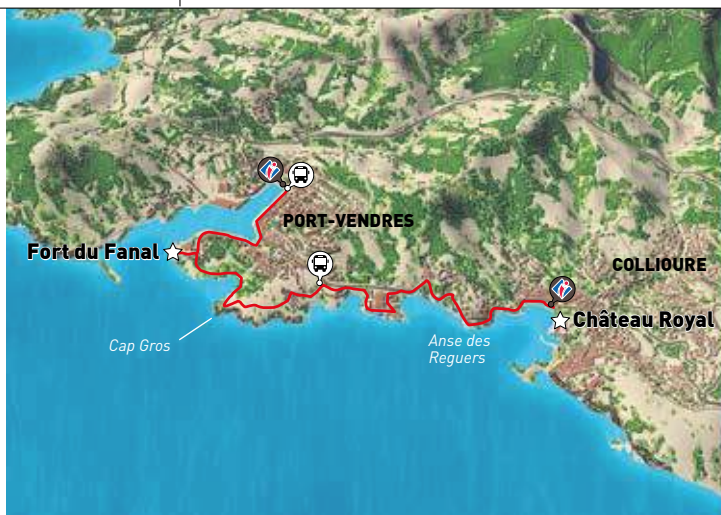 PORT-VENDRES
Fort du Fanal
COLLIOURE
Château Royal
Cap Gros
Anse des
Reguers